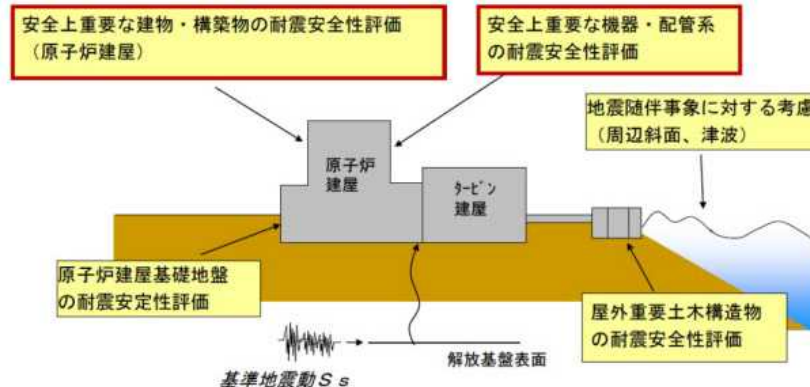 安全上重要な建物・構築物の耐震安全性評価
（原子炉建屋）
安全上重要な機器・配管系
の耐震安全性評価
地震随伴事象に対する考慮
（周辺斜面、津波）
原子炉
建屋
ﾀｰﾋﾞﾝ
建屋
原子炉建屋基礎地盤
の耐震安定性評価
屋外重要土木構造物
の耐震安全性評価
解放基盤表面
基準地震動Ｓｓ